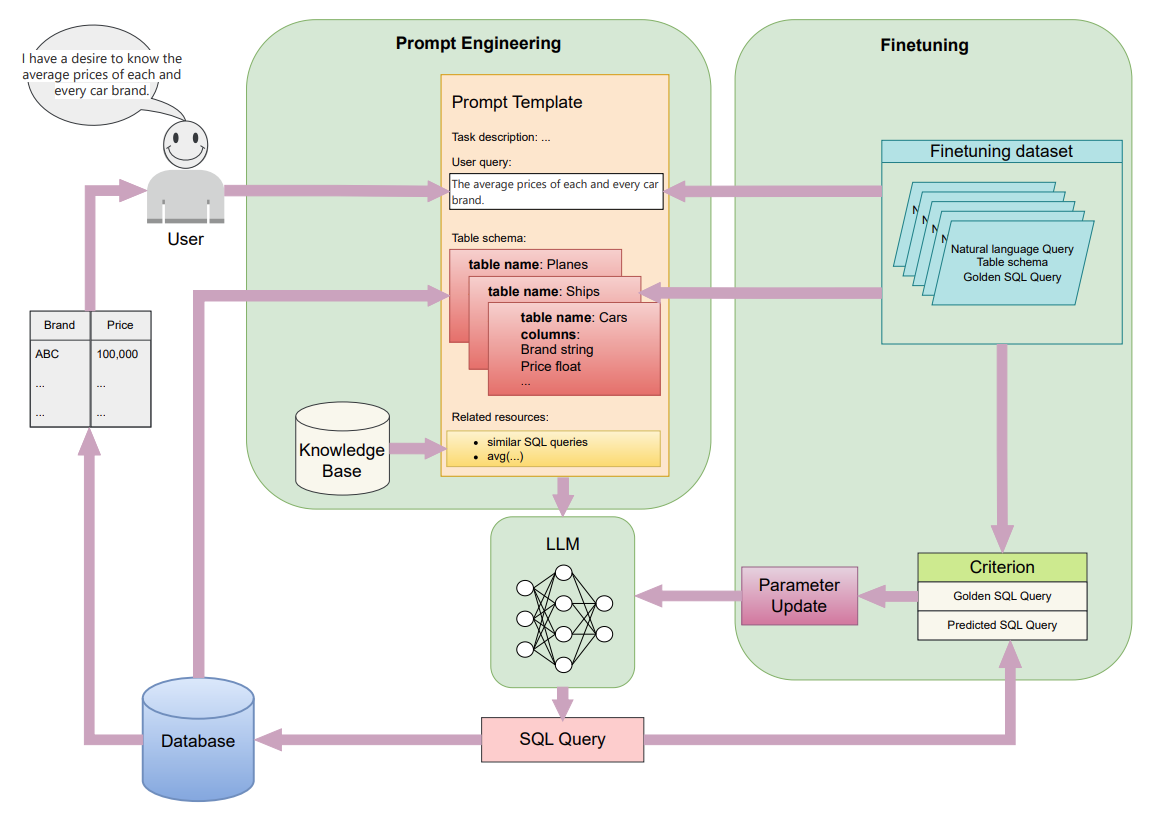 I have a desire to know the
average prices of each and
every car brand.
User
Brand
Price
ABC
100,000
...
...
...
...
Prompt Engineering
Prompt Template
Task description: ...
User query:
The average prices of each and every car
brand.
Table schema:
table name: Planes
table name: Ships
table name: Cars
columns:
Brand string
Price float
...
Related resources:
• similar SQL queries
• avg(...)
Knowledge
Base
LLM
SQL Query
Database
Finetuning
Finetuning dataset
N
N
N
N
Natural language Query
Table schema
Golden SQL Query
Criterion
Golden SQL Query
Predicted SQL Query
Parameter
Update